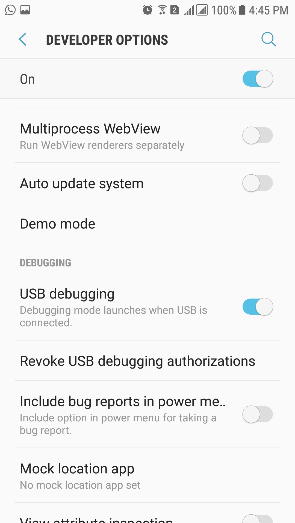 100% 4:45 PM
DEVELOPER OPTIONS
On
Multiprocess WebView
Run WebView renderers separately
Auto update system
Demo mode
DEBUGGING
USB debugging
Debugging mode launches when USB is
connected.
Revoke USB debugging authorizations
Include bug reports in power me..
Include option in power menu for taking a
bug report.
Mock location app
No mock location app set
View attribute inspection